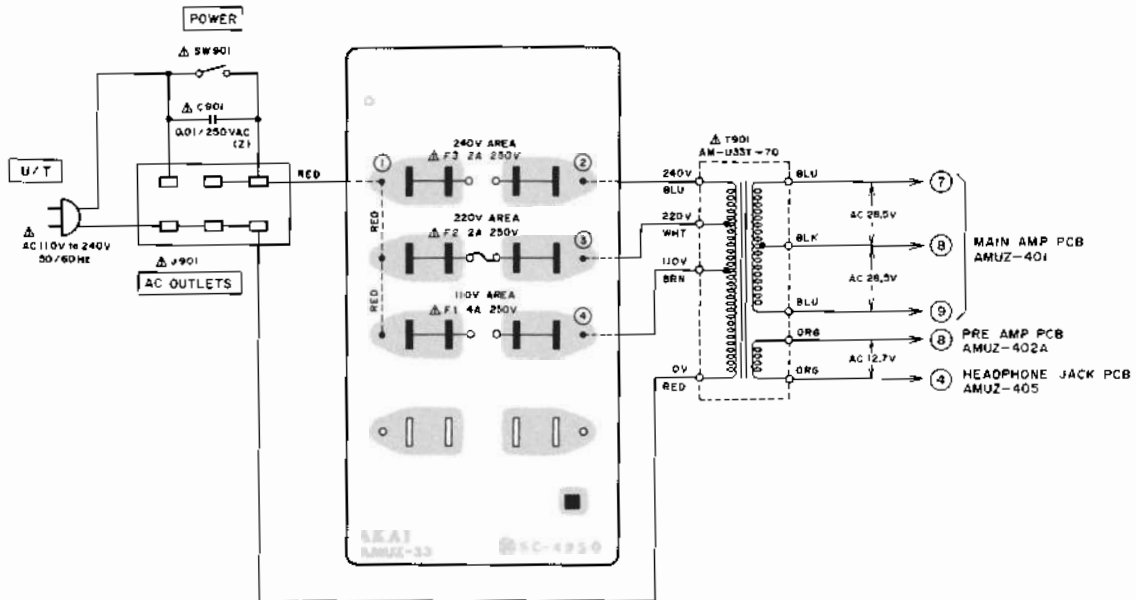 POWER
⚠ SW901
⚠ C901
0.01/250VAC
(Z)
U/T
⚠
AC 110V to 240V
50/60 Hz
⚠ J901
AC OUTLETS
RED
①
240V AREA
⚠ F3 2A 250V
②
RED
220V AREA
⚠ F2 2A 250V
③
RED
110V AREA
⚠ F1 4A 250V
④
AKAI
AMUZ-33
SC-4950
⚠ T901
AM-U33T-70
240V
BLU
220V
WHT
110V
BRN
0V
RED
BLU
AC 28.5V
BLK
AC 28.5V
BLU
ORG
AC 12.7V
ORG
⑦
⑧
MAIN AMP PCB
AMUZ-401
⑨
⑧ PRE AMP PCB
AMUZ-402A
④ HEADPHONE JACK PCB
AMUZ-405